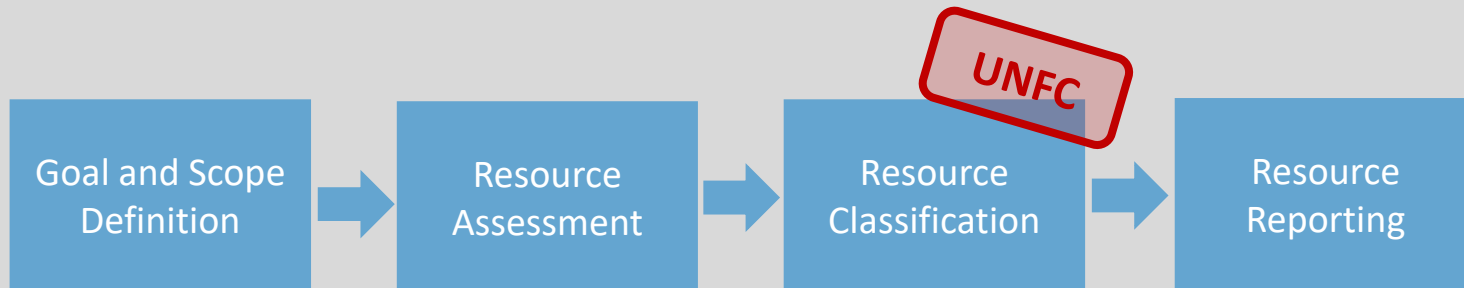 UNFC
Goal and Scope
Definition
Resource
Assessment
Resource
Classification
Resource
Reporting